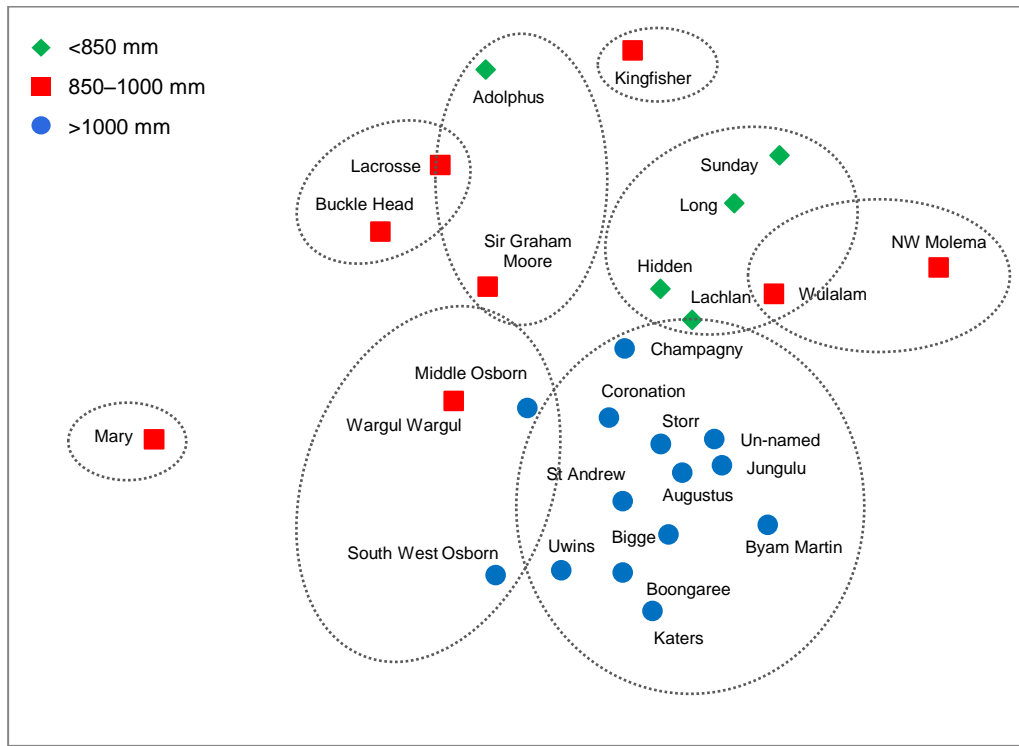 <850 mm
850–1000 mm
>1000 mm
Kingfisher
Adolphus
Lacrosse
Sunday
Buckle Head
Long
Sir Graham
Moore
NW Molema
Hidden
Lachlan
Wulalam
Champagny
Middle Osborn
Coronation
Wargul Wargul
Storr
Un-named
Mary
Jungulu
St Andrew
Augustus
Bigge
Byam Martin
South West Osborn
Uwins
Boongaree
Katers